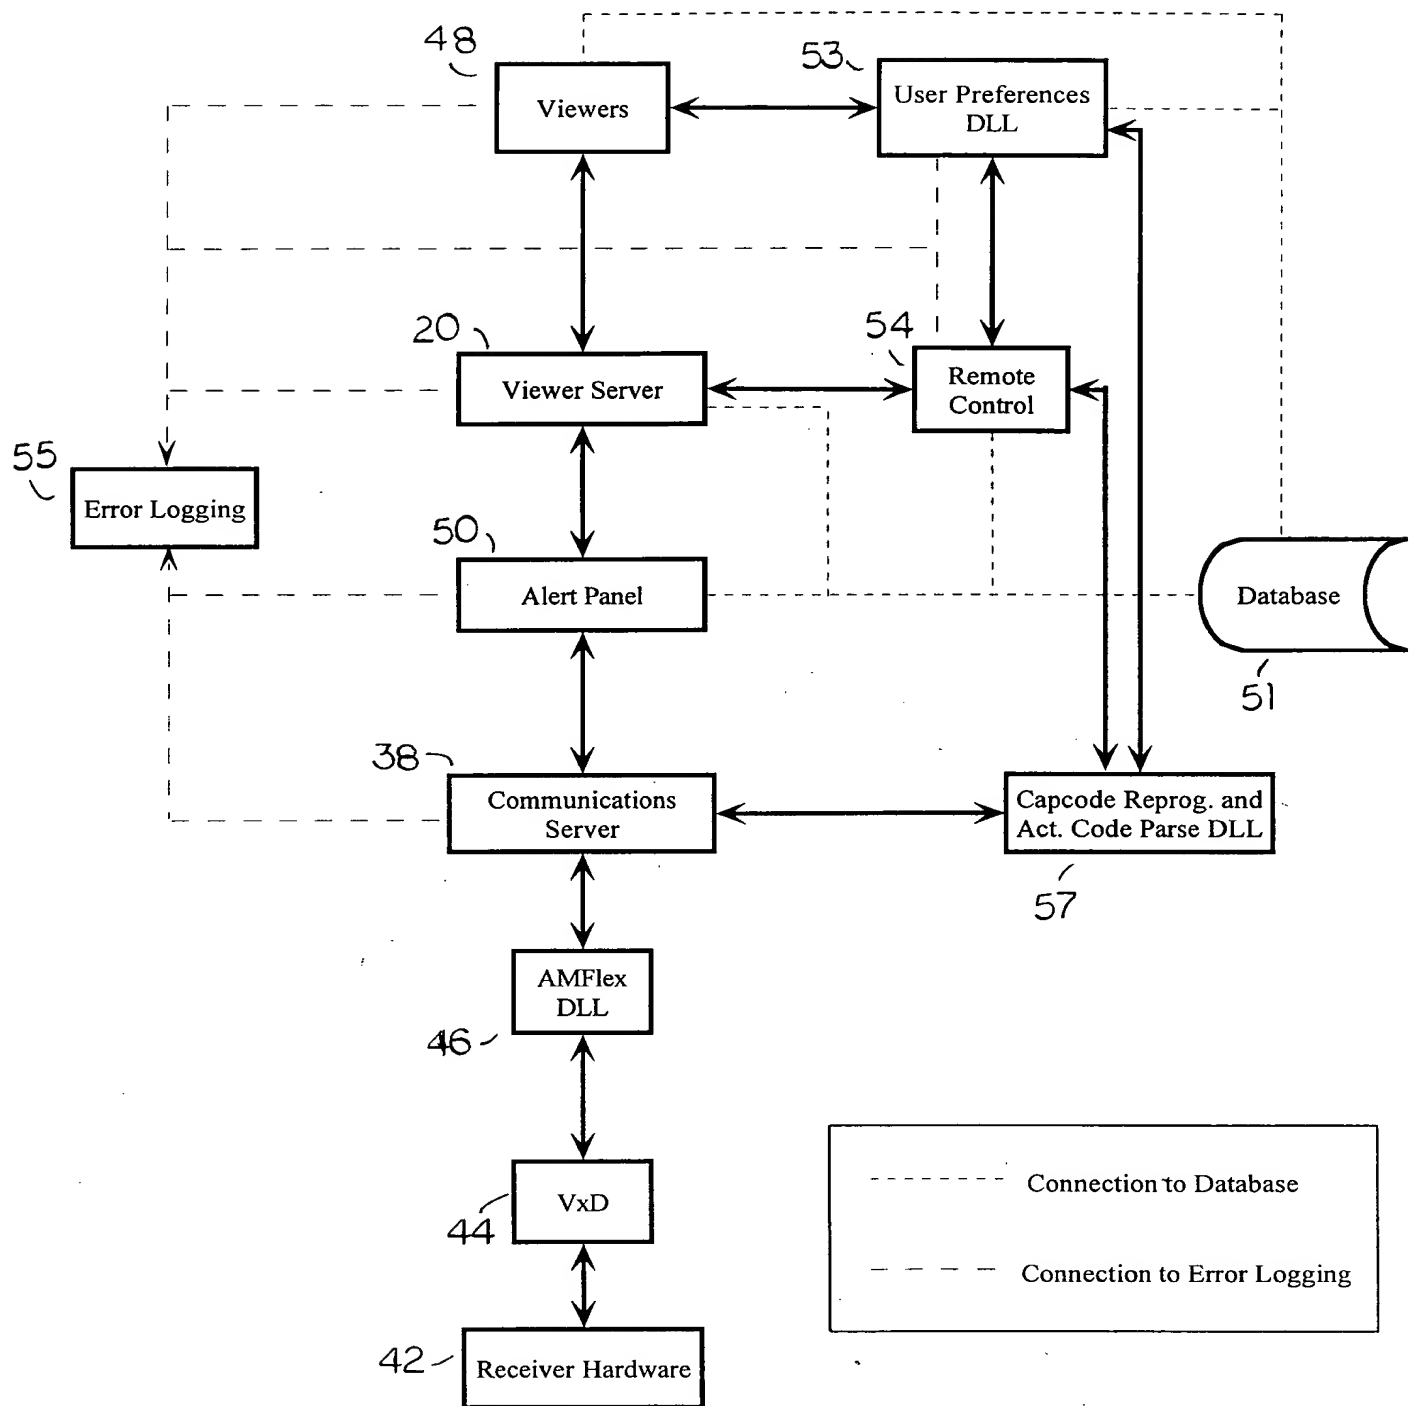 48
53
Viewers
User Preferences
DLL
20
54
Viewer Server
Remote
Control
55
Error Logging
50
Alert Panel
Database
51
38
Communications
Server
Capcode Reprog. and
Act. Code Parse DLL
57
AMFlex
DLL
46
VxD
44
Connection to Database
Connection to Error Logging
42
Receiver Hardware